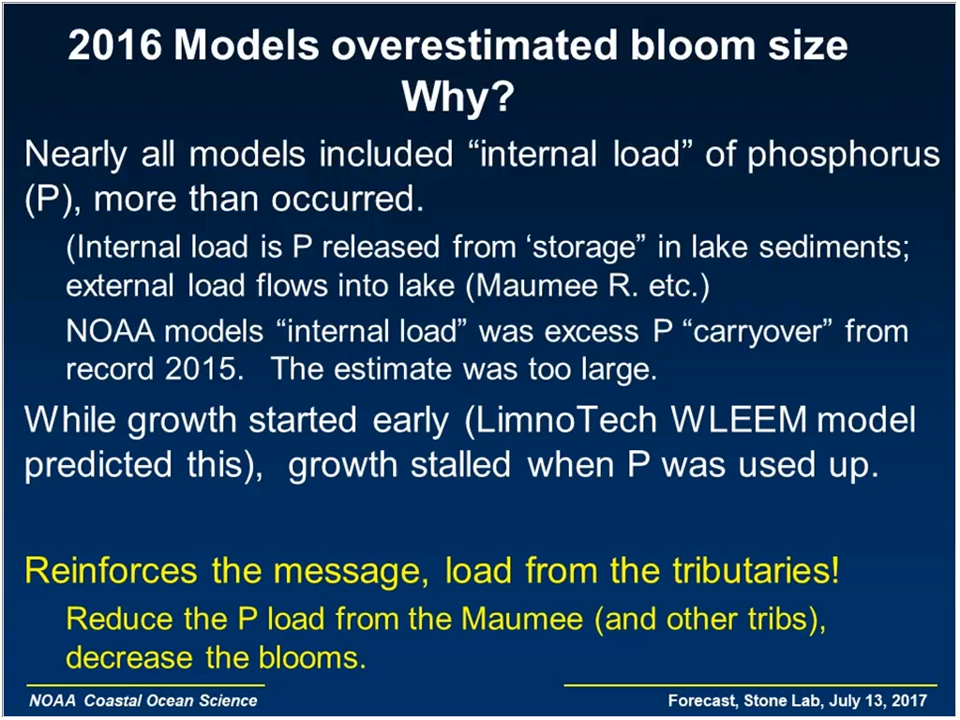 2016 Models overestimated bloom size
Why?
Nearly all models included “internal load” of phosphorus
(P), more than occurred.
(Internal load is P released from ‘storage” in lake sediments;
external load flows into lake (Maumee R. etc.)
NOAA models “internal load” was excess P “carryover” from
record 2015.   The estimate was too large.
While growth started early (LimnoTech WLEEM model
predicted this),  growth stalled when P was used up.
Reinforces the message, load from the tributaries!
Reduce the P load from the Maumee (and other tribs),
decrease the blooms.
NOAA Coastal Ocean Science
Forecast, Stone Lab, July 13, 2017